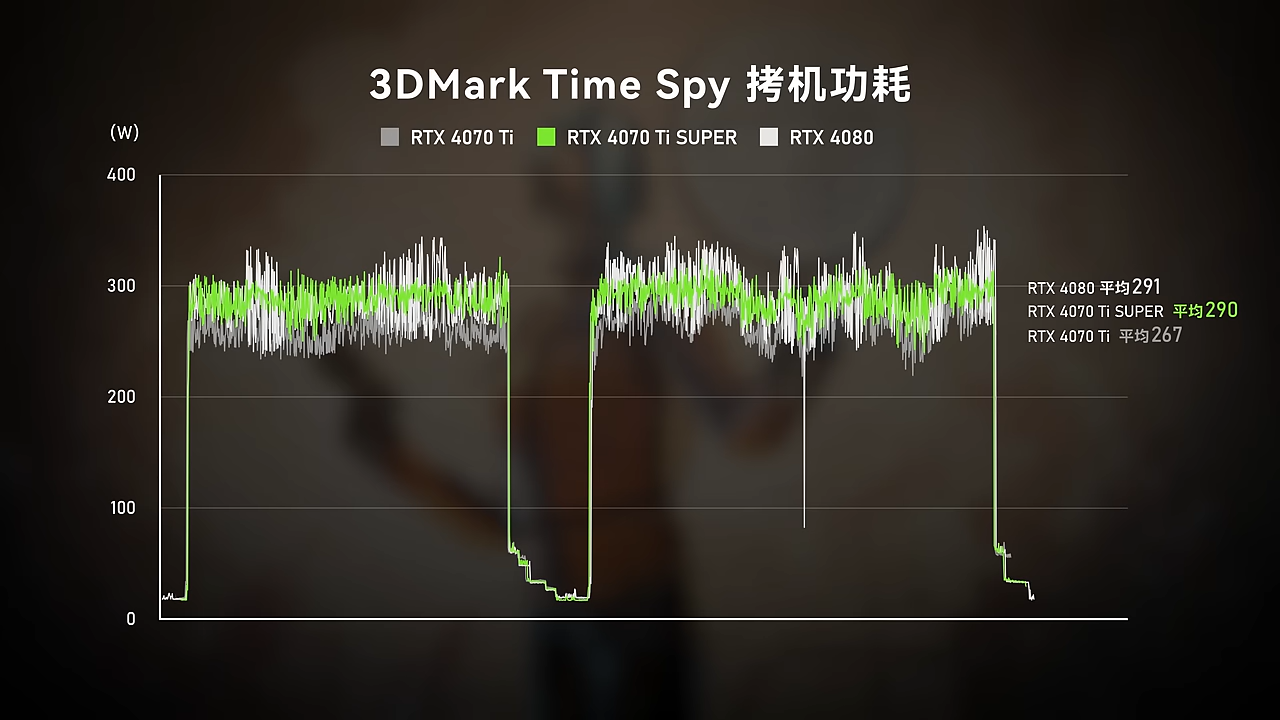 3DMark Time Spy 拷机功耗
(W)
RTX 4070 Ti
RTX 4070 Ti SUPER
RTX 4080
400
300
200
100
0
RTX 4080 平均291
RTX 4070 Ti SUPER 平均290
RTX 4070 Ti 平均267